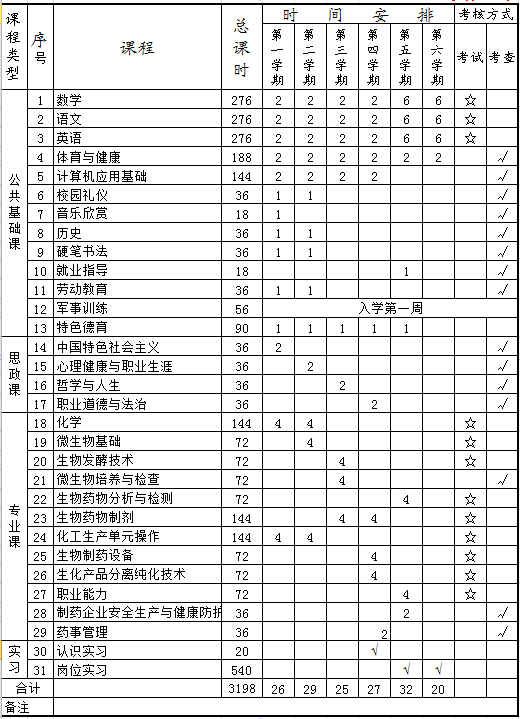 课程类型 序号 课程 总课时 时间安排 考核方式
第一学期 第二学期 第三学期 第四学期 第五学期 第六学期 考试 考查
公共基础课
1 数学 276 2 2 2 2 6 6 ☆
2 语文 276 2 2 2 2 6 6 ☆
3 英语 276 2 2 2 2 6 6 ☆
4 体育与健康 188 2 2 2 2 2 2 √
5 计算机应用基础 144 2 2 2 2 √
6 校园礼仪 36 1 1 √
7 音乐欣赏 18 1 √
8 历史 36 1 1 √
9 硬笔书法 36 1 1 √
10 就业指导 18 1 √
11 劳动教育 36 1 1 √
12 军事训练 56 入学第一周
13 特色德育 90 1 1 1 1 1
思政课
14 中国特色社会主义 36 2 √
15 心理健康与职业生涯 36 2 √
16 哲学与人生 36 2 √
17 职业道德与法治 36 2 √
专业课
18 化学 144 4 4 ☆
19 微生物基础 72 4 ☆
20 生物发酵技术 72 4 ☆
21 微生物培养与检查 72 4 √
22 生物药物分析与检测 72 4 ☆
23 生物药物制剂 144 4 4 ☆
24 化工生产单元操作 144 4 4 ☆
25 生物制药设备 72 4 ☆
26 生化产品分离纯化技术 72 4 ☆
27 职业能力 72 4 ☆
28 制药企业安全生产与健康防护 36 2 √
29 药事管理 36 2 √
实习
30 认识实习 20 √
31 岗位实习 540 √ √
合计 3198 26 29 25 27 32 20
备注